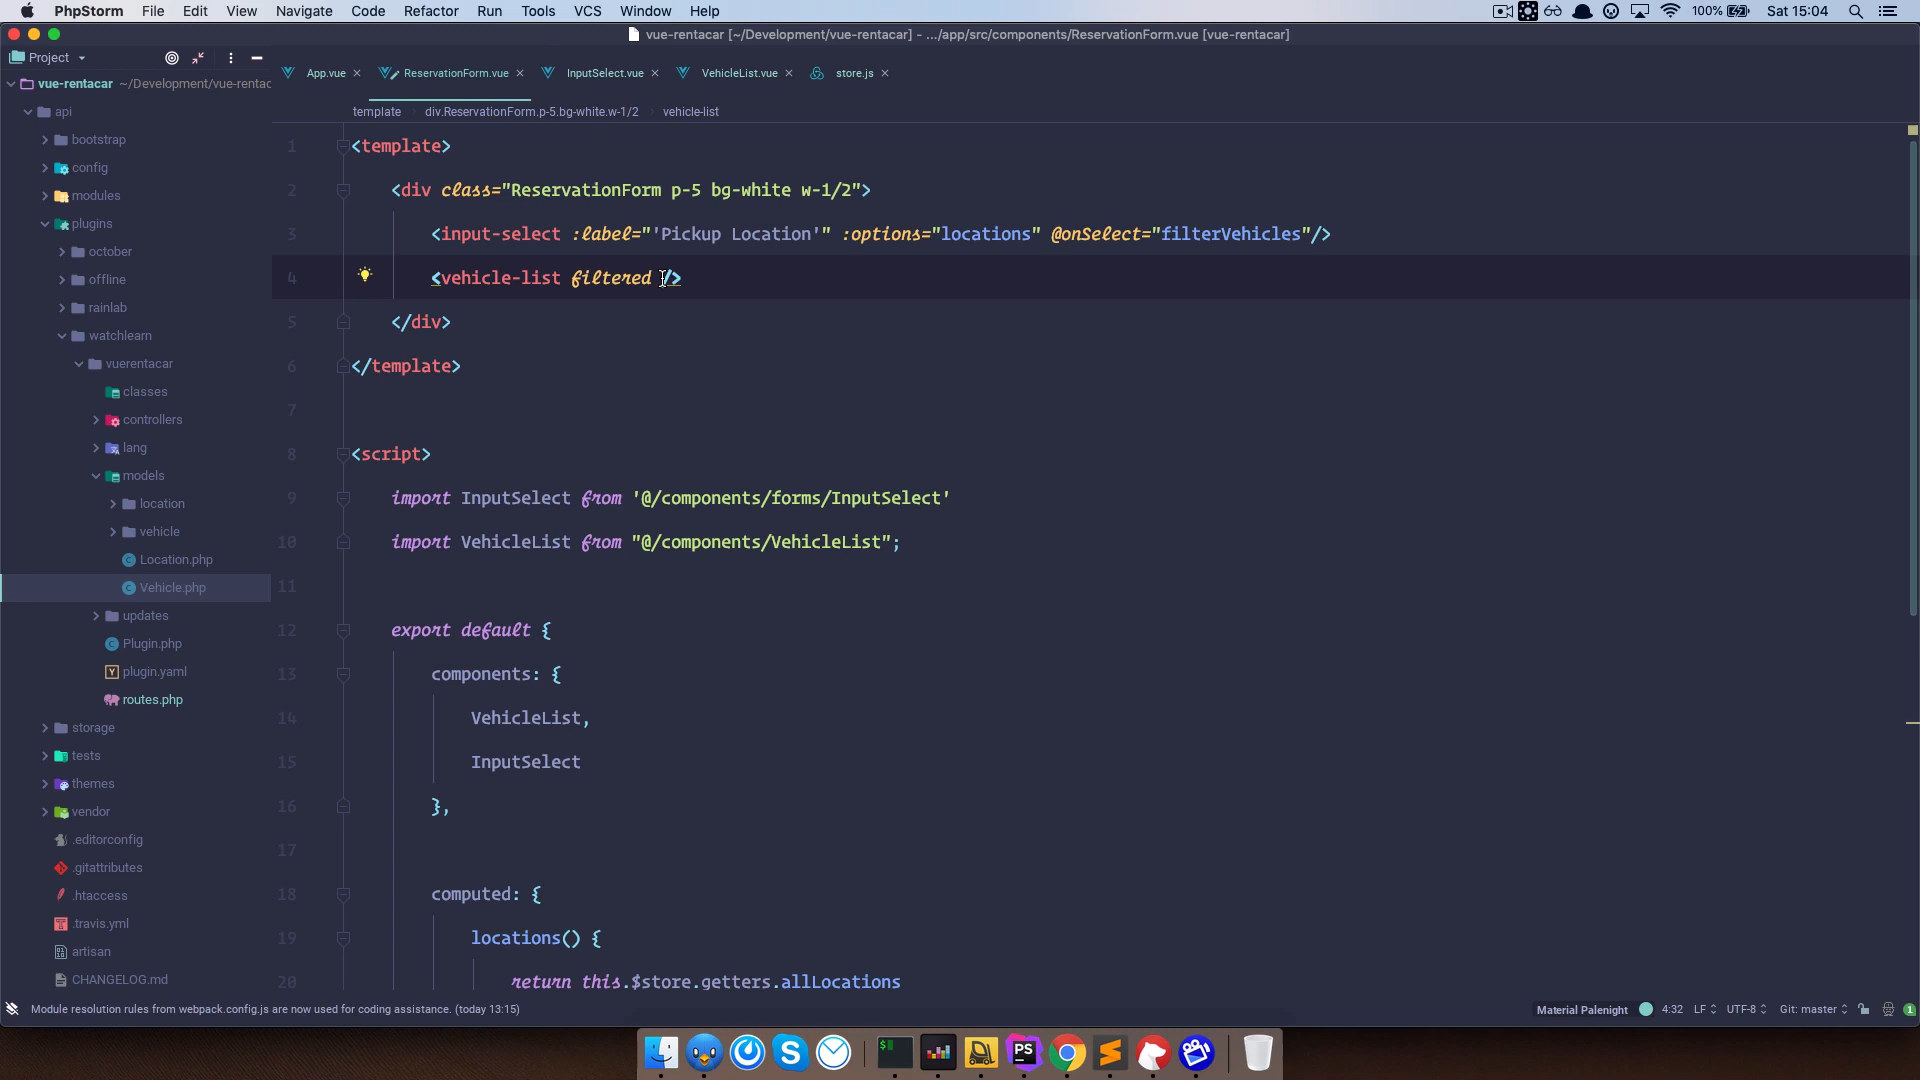 PhpStorm File Edit View Navigate Code Refactor Run Tools VCS Window Help 100% Sat 15:04
vue-rentacar [~/Development/vue-rentacar] - .../app/src/components/ReservationForm.vue [vue-rentacar]
Project
App.vue ReservationForm.vue InputSelect.vue VehicleList.vue store.js
vue-rentacar ~/Development/vue-rentac
template div.ReservationForm.p-5.bg-white.w-1/2 vehicle-list
api
bootstrap
config
modules
plugins
october
offline
rainlab
watchlearn
vuerentacar
classes
controllers
lang
models
location
vehicle
Location.php
Vehicle.php
updates
Plugin.php
plugin.yaml
routes.php
storage
tests
themes
vendor
.editorconfig
.gitattributes
.htaccess
.travis.yml
artisan
CHANGELOG.md
1 <template>
2 <div class="ReservationForm p-5 bg-white w-1/2">
3 <input-select :label="'Pickup Location'" :options="locations" @onSelect="filterVehicles"/>
4 <vehicle-list filtered />
5 </div>
6 </template>
7
8 <script>
9 import InputSelect from '@/components/forms/InputSelect'
10 import VehicleList from "@/components/VehicleList";
11
12 export default {
13 components: {
14 VehicleList,
15 InputSelect
16 },
17
18 computed: {
19 locations() {
20 return this.$store.getters.allLocations
Module resolution rules from webpack.config.js are now used for coding assistance. (today 13:15) Material Palenight 4:32 LF UTF-8 Git: master 1
PS